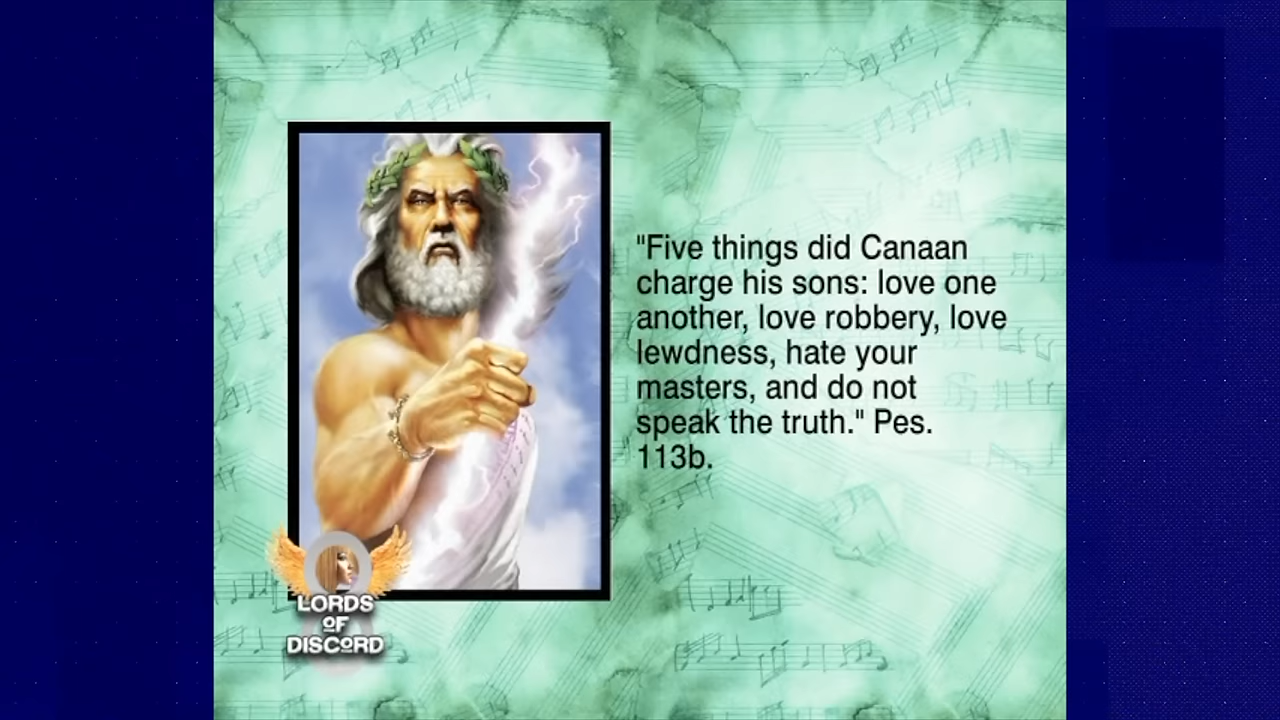 "Five things did Canaan
charge his sons: love one
another, love robbery, love
lewdness, hate your
masters, and do not
speak the truth." Pes.
113b.
LORDS
OF
DISCORD